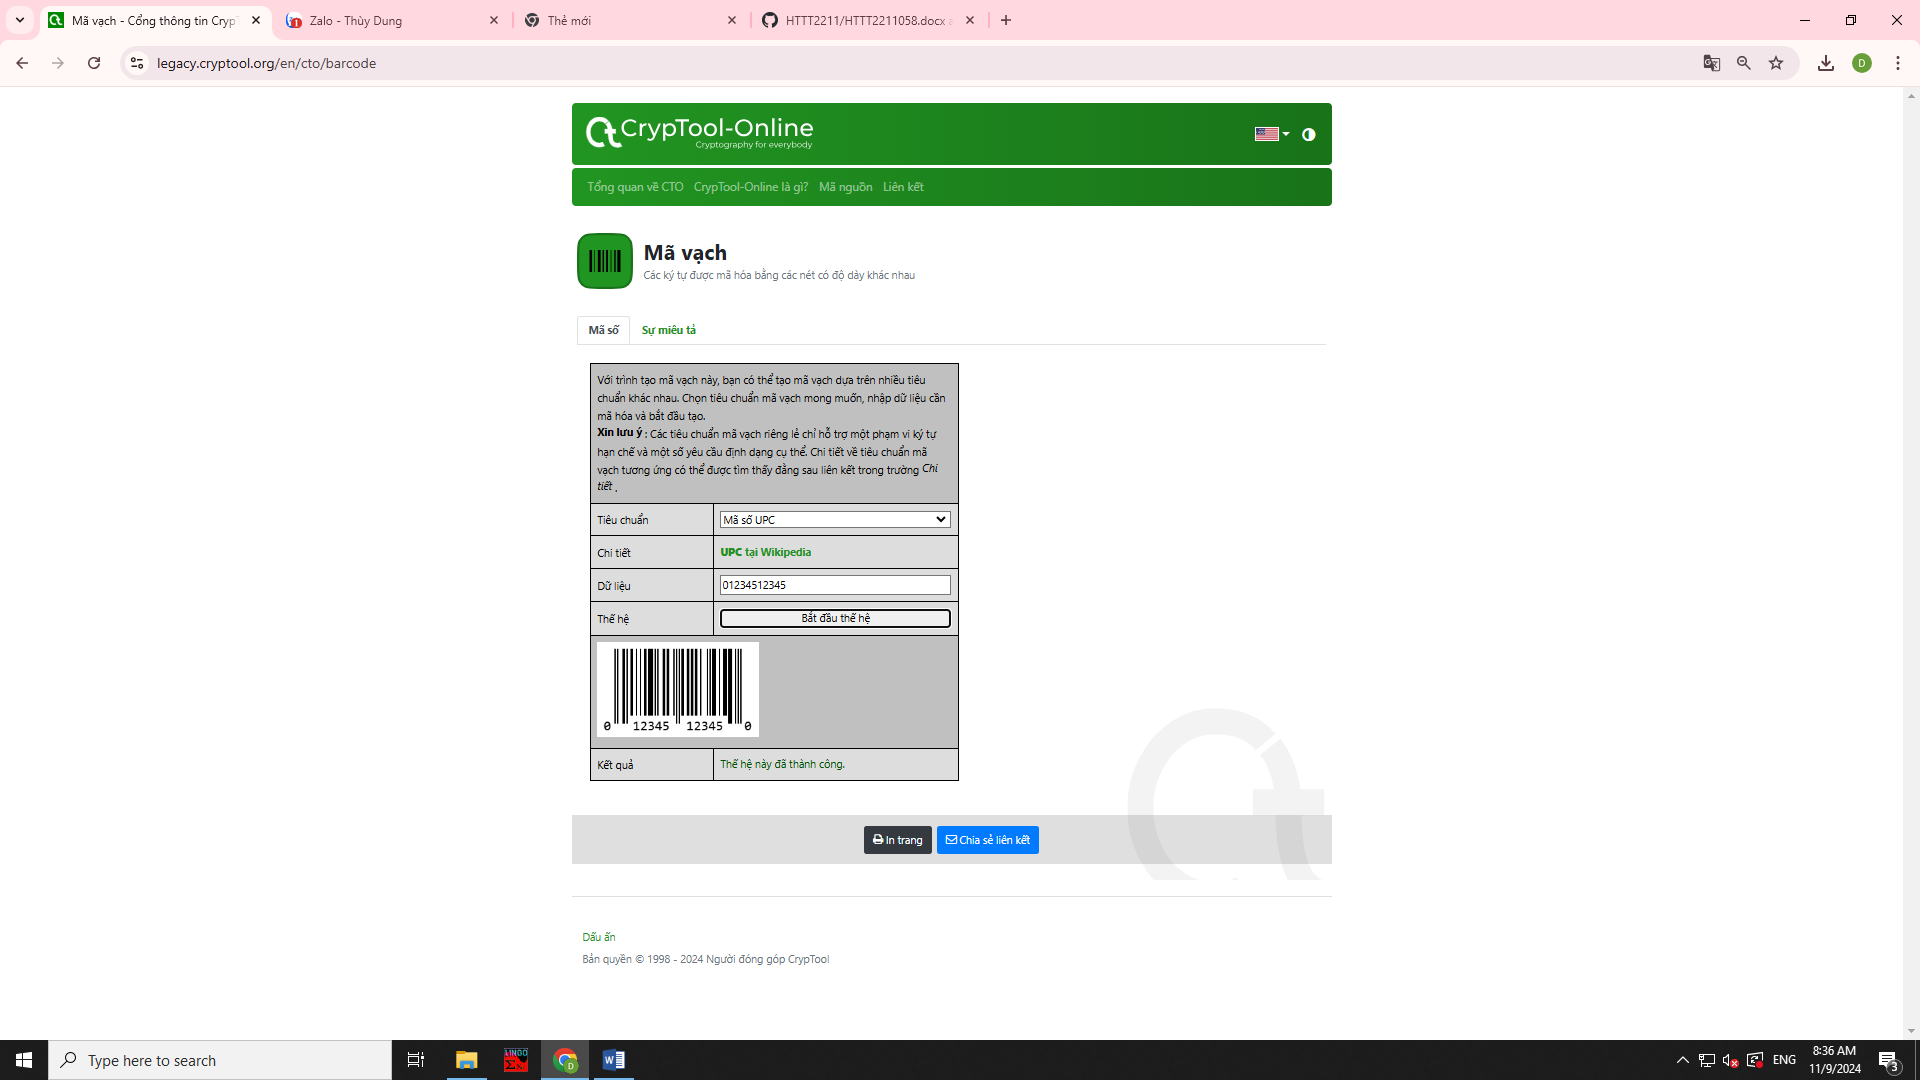 Mã vạch - Cổng thông tin Cryp
Zalo - Thùy Dung
Thẻ mới
HTTT2211/HTTT2211058.docx a
legacy.cryptool.org/en/cto/barcode
D
CrypTool-Online
Cryptography for everybody
Tổng quan về CTO CrypTool-Online là gì? Mã nguồn Liên kết
Mã vạch
Các ký tự được mã hóa bằng các nét có độ dày khác nhau
Mã số Sự miêu tả
Với trình tạo mã vạch này, bạn có thể tạo mã vạch dựa trên nhiều tiêu
chuẩn khác nhau. Chọn tiêu chuẩn mã vạch mong muốn, nhập dữ liệu cần
mã hóa và bắt đầu tạo.
Xin lưu ý : Các tiêu chuẩn mã vạch riêng lẻ chỉ hỗ trợ một phạm vi ký tự
hạn chế và một số yêu cầu định dạng cụ thể. Chi tiết về tiêu chuẩn mã
vạch tương ứng có thể được tìm thấy đằng sau liên kết trong trường Chi
tiết .
Tiêu chuẩn Mã số UPC
Chi tiết UPC tại Wikipedia
Dữ liệu 01234512345
Thế hệ Bắt đầu thế hệ
0 12345 12345 0
Kết quả Thế hệ này đã thành công.
In trang Chia sẻ liên kết
Dấu ấn
Bản quyền © 1998 - 2024 Người đóng góp CrypTool
Type here to search
LINGO
D
ENG
8:36 AM
11/9/2024
3